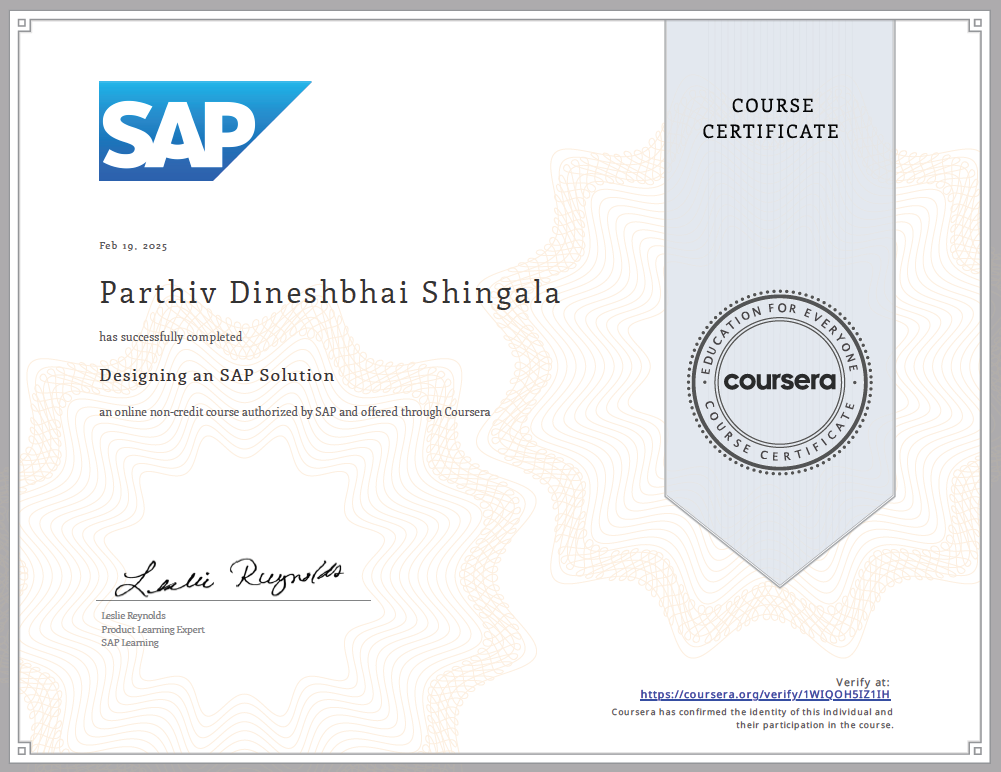 SAP
COURSE
CERTIFICATE
Feb 19, 2025
Parthiv Dineshbhai Shingala
has successfully completed
Designing an SAP Solution
an online non-credit course authorized by SAP and offered through Coursera
EDUCATION FOR EVERYONE
coursera
COURSE CERTIFICATE
Leslie Reynolds
Leslie Reynolds
Product Learning Expert
SAP Learning
Verify at:
https://coursera.org/verify/1WIQOH5IZ1IH
Coursera has confirmed the identity of this individual and
their participation in the course.